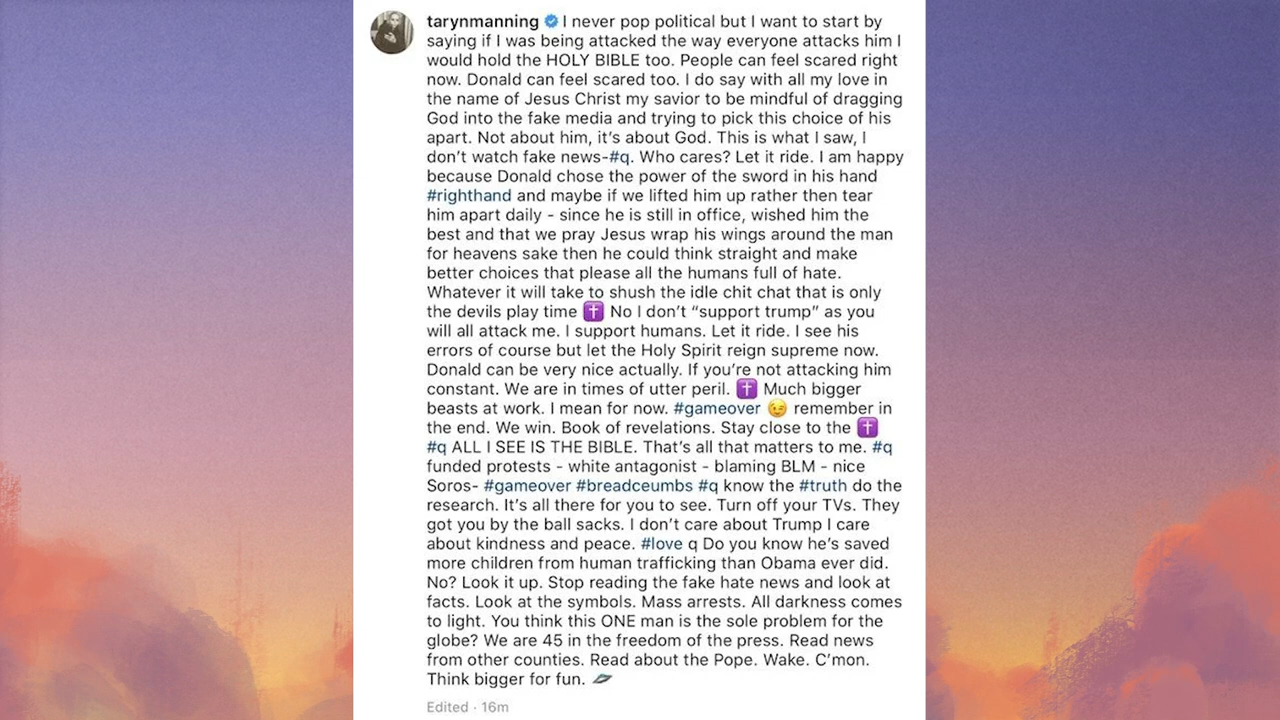 tarynmanning I never pop political but I want to start by
saying if I was being attacked the way everyone attacks him I
would hold the HOLY BIBLE too. People can feel scared right
now. Donald can feel scared too. I do say with all my love in
the name of Jesus Christ my savior to be mindful of dragging
God into the fake media and trying to pick this choice of his
apart. Not about him, it's about God. This is what I saw, I
don't watch fake news-#q. Who cares? Let it ride. I am happy
because Donald chose the power of the sword in his hand
#righthand and maybe if we lifted him up rather then tear
him apart daily - since he is still in office, wished him the
best and that we pray Jesus wrap his wings around the man
for heavens sake then he could think straight and make
better choices that please all the humans full of hate.
Whatever it will take to shush the idle chit chat that is only
the devils play time ✝️ No I don't “support trump” as you
will all attack me. I support humans. Let it ride. I see his
errors of course but let the Holy Spirit reign supreme now.
Donald can be very nice actually. If you're not attacking him
constant. We are in times of utter peril. ✝️ Much bigger
beasts at work. I mean for now. #gameover 😉 remember in
the end. We win. Book of revelations. Stay close to the ✝️
#q ALL I SEE IS THE BIBLE. That's all that matters to me. #q
funded protests - white antagonist - blaming BLM - nice
Soros- #gameover #breadceumbs #q know the #truth do the
research. It's all there for you to see. Turn off your TVs. They
got you by the ball sacks. I don't care about Trump I care
about kindness and peace. #love q Do you know he's saved
more children from human trafficking than Obama ever did.
No? Look it up. Stop reading the fake hate news and look at
facts. Look at the symbols. Mass arrests. All darkness comes
to light. You think this ONE man is the sole problem for the
globe? We are 45 in the freedom of the press. Read news
from other counties. Read about the Pope. Wake. C'mon.
Think bigger for fun.
Edited · 16m